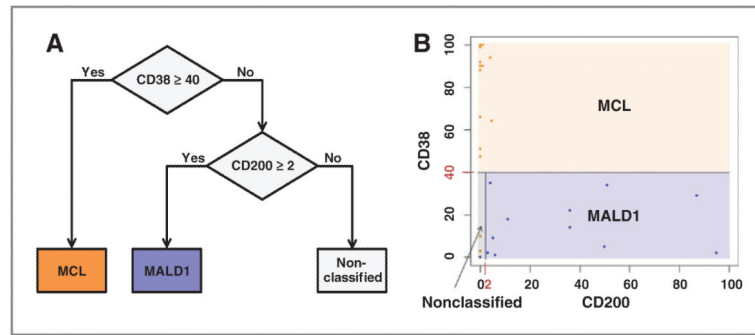 A
Yes
CD38 ≥ 40
No
Yes
CD200 ≥ 2
No
MCL
MALD1
Non-
classified
B
CD38
100
80
60
40
20
0
MCL
MALD1
0
2
20
40
60
80
100
Nonclassified
CD200